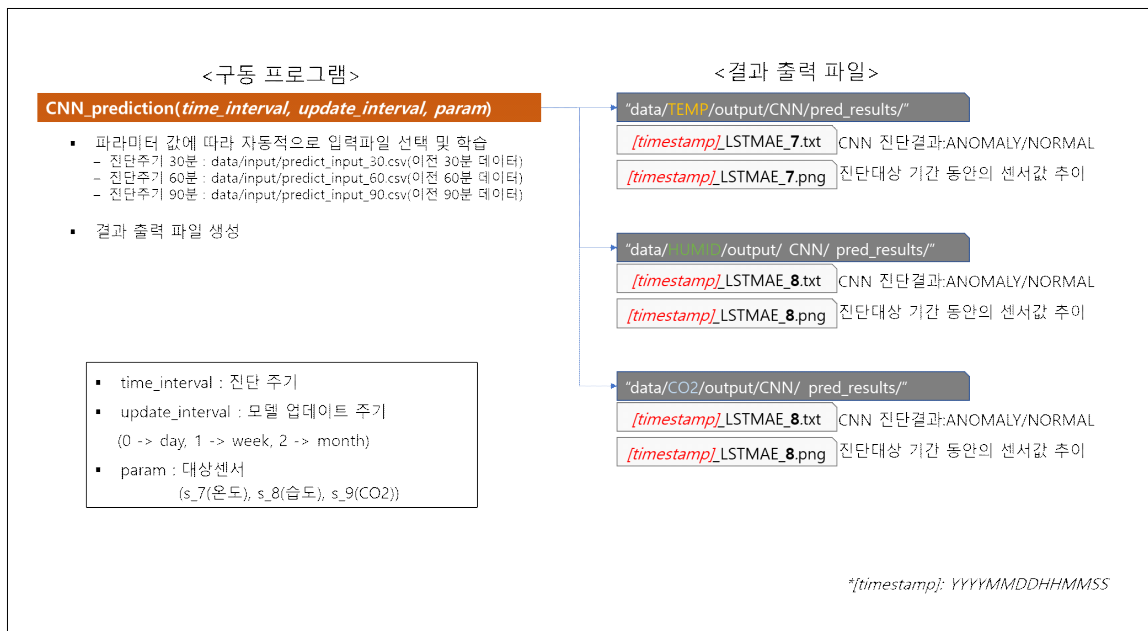 <구동 프로그램>
CNN_prediction(time_interval, update_interval, param)
▪ 파라미터 값에 따라 자동적으로 입력파일 선택 및 학습
– 진단주기 30분 : data/input/predict_input_30.csv(이전 30분 데이터)
– 진단주기 60분 : data/input/predict_input_60.csv(이전 60분 데이터)
– 진단주기 90분 : data/input/predict_input_90.csv(이전 90분 데이터)
▪ 결과 출력 파일 생성
▪ time_interval : 진단 주기
▪ update_interval : 모델 업데이트 주기
(0 -> day, 1 -> week, 2 -> month)
▪ param : 대상센서
(s_7(온도), s_8(습도), s_9(CO2)}
<결과 출력 파일>
“data/TEMP/output/CNN/pred_results/”
[timestamp]_LSTMAE_7.txt CNN 진단결과:ANOMALY/NORMAL
[timestamp]_LSTMAE_7.png 진단대상 기간 동안의 센서값 추이
“data/HUMID/output/ CNN/ pred_results/”
[timestamp]_LSTMAE_8.txt CNN 진단결과:ANOMALY/NORMAL
[timestamp]_LSTMAE_8.png 진단대상 기간 동안의 센서값 추이
“data/CO2/output/CNN/ pred_results/”
[timestamp]_LSTMAE_8.txt CNN 진단결과:ANOMALY/NORMAL
[timestamp]_LSTMAE_8.png 진단대상 기간 동안의 센서값 추이
*[timestamp]: YYYYMMDDHHMMSS